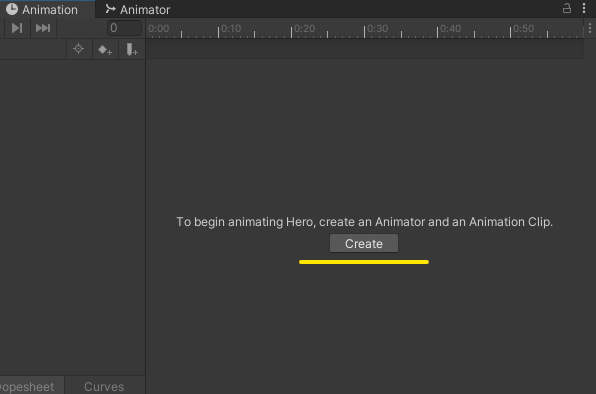 Animation Animator
0 0:00 0:10 0:20 0:30 0:40 0:50
To begin animating Hero, create an Animator and an Animation Clip.
Create
opesheet Curves